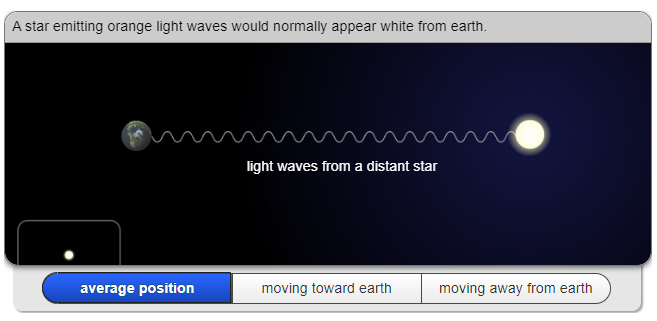 A star emitting orange light waves would normally appear white from earth.
light waves from a distant star
average position
moving toward earth
moving away from earth